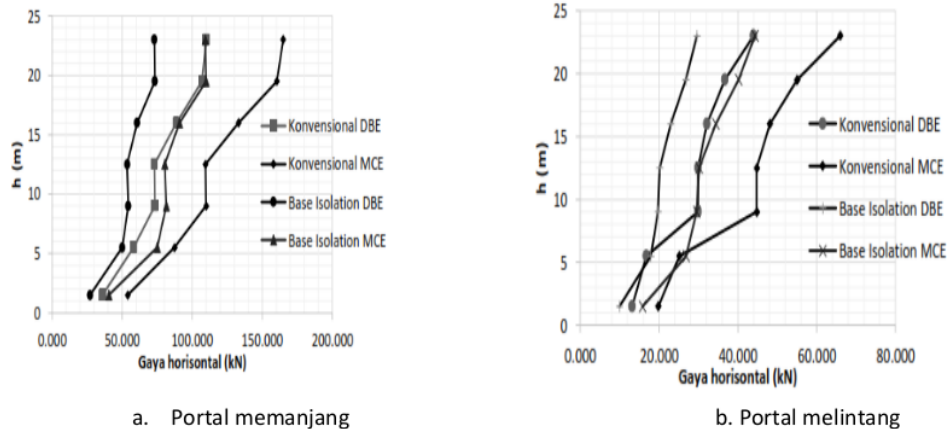 25
20
15
10
5
0
h (m)
0.000 50.000 100.000 150.000 200.000
Gaya horisontal (kN)
Konvensional DBE
Konvensional MCE
Base Isolation DBE
Base Isolation MCE
a. Portal memanjang
25
20
15
10
5
0
h (m)
0.000 20.000 40.000 60.000 80.000
Gaya horisontal (kN)
Konvensional DBE
Konvensional MCE
Base Isolation DBE
Base Isolation MCE
b. Portal melintang